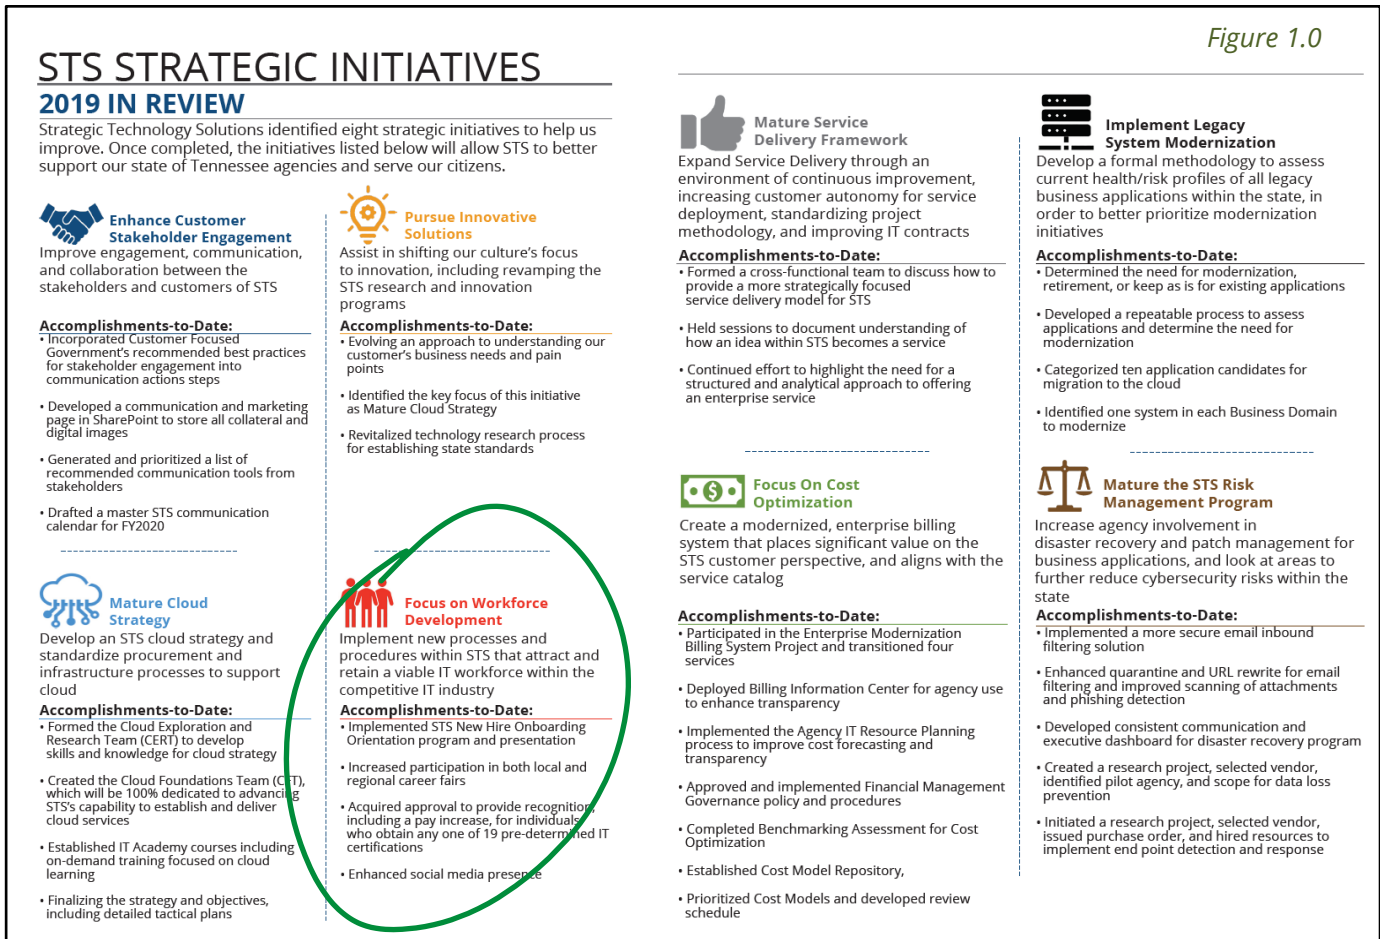 Figure 1.0
STS STRATEGIC INITIATIVES
2019 IN REVIEW
Strategic Technology Solutions identified eight strategic initiatives to help us
improve. Once completed, the initiatives listed below will allow STS to better
support our state of Tennessee agencies and serve our citizens.
Enhance Customer
Stakeholder Engagement
Improve engagement, communication,
and collaboration between the
stakeholders and customers of STS
Accomplishments-to-Date:
• Incorporated Customer Focused
Government's recommended best practices
for stakeholder engagement into
communication actions steps
• Developed a communication and marketing
page in SharePoint to store all collateral and
digital images
• Generated and prioritized a list of
recommended communication tools from
stakeholders
• Drafted a master STS communication
calendar for FY2020
Pursue Innovative
Solutions
Assist in shifting our culture's focus
to innovation, including revamping the
STS research and innovation
programs
Accomplishments-to-Date:
• Evolving an approach to understanding our
customer's business needs and pain
points
• Identified the key focus of this initiative
as Mature Cloud Strategy
• Revitalized technology research process
for establishing state standards
Mature Cloud
Strategy
Develop an STS cloud strategy and
standardize procurement and
infrastructure processes to support
cloud
Accomplishments-to-Date:
• Formed the Cloud Exploration and
Research Team (CERT) to develop
skills and knowledge for cloud strategy
• Created the Cloud Foundations Team (CFT),
which will be 100% dedicated to advancing
STS's capability to establish and deliver
cloud services
• Established IT Academy courses including
on-demand training focused on cloud
learning
• Finalizing the strategy and objectives,
including detailed tactical plans
Focus on Workforce
Development
Implement new processes and
procedures within STS that attract and
retain a viable IT workforce within the
competitive IT industry
Accomplishments-to-Date:
• Implemented STS New Hire Onboarding
Orientation program and presentation
• Increased participation in both local and
regional career fairs
• Acquired approval to provide recognition,
including a pay increase, for individuals
who obtain any one of 19 pre-determined IT
certifications
• Enhanced social media presence
Mature Service
Delivery Framework
Expand Service Delivery through an
environment of continuous improvement,
increasing customer autonomy for service
deployment, standardizing project
methodology, and improving IT contracts
Accomplishments-to-Date:
• Formed a cross-functional team to discuss how to
provide a more strategically focused
service delivery model for STS
• Held sessions to document understanding of
how an idea within STS becomes a service
• Continued effort to highlight the need for a
structured and analytical approach to offering
an enterprise service
Implement Legacy
System Modernization
Develop a formal methodology to assess
current health/risk profiles of all legacy
business applications within the state, in
order to better prioritize modernization
initiatives
Accomplishments-to-Date:
• Determined the need for modernization,
retirement, or keep as is for existing applications
• Developed a repeatable process to assess
applications and determine the need for
modernization
• Categorized ten application candidates for
migration to the cloud
• Identified one system in each Business Domain
to modernize
Focus On Cost
Optimization
Create a modernized, enterprise billing
system that places significant value on the
STS customer perspective, and aligns with the
service catalog
Accomplishments-to-Date:
• Participated in the Enterprise Modernization
Billing System Project and transitioned four
services
• Deployed Billing Information Center for agency use
to enhance transparency
• Implemented the Agency IT Resource Planning
process to improve cost forecasting and
transparency
• Approved and implemented Financial Management
Governance policy and procedures
• Completed Benchmarking Assessment for Cost
Optimization
• Established Cost Model Repository,
• Prioritized Cost Models and developed review
schedule
Mature the STS Risk
Management Program
Increase agency involvement in
disaster recovery and patch management for
business applications, and look at areas to
further reduce cybersecurity risks within the
state
Accomplishments-to-Date:
• Implemented a more secure email inbound
filtering solution
• Enhanced quarantine and URL rewrite for email
filtering and improved scanning of attachments
and phishing detection
• Developed consistent communication and
executive dashboard for disaster recovery program
• Created a research project, selected vendor,
identified pilot agency, and scope for data loss
prevention
• Initiated a research project, selected vendor,
issued purchase order, and hired resources to
implement end point detection and response